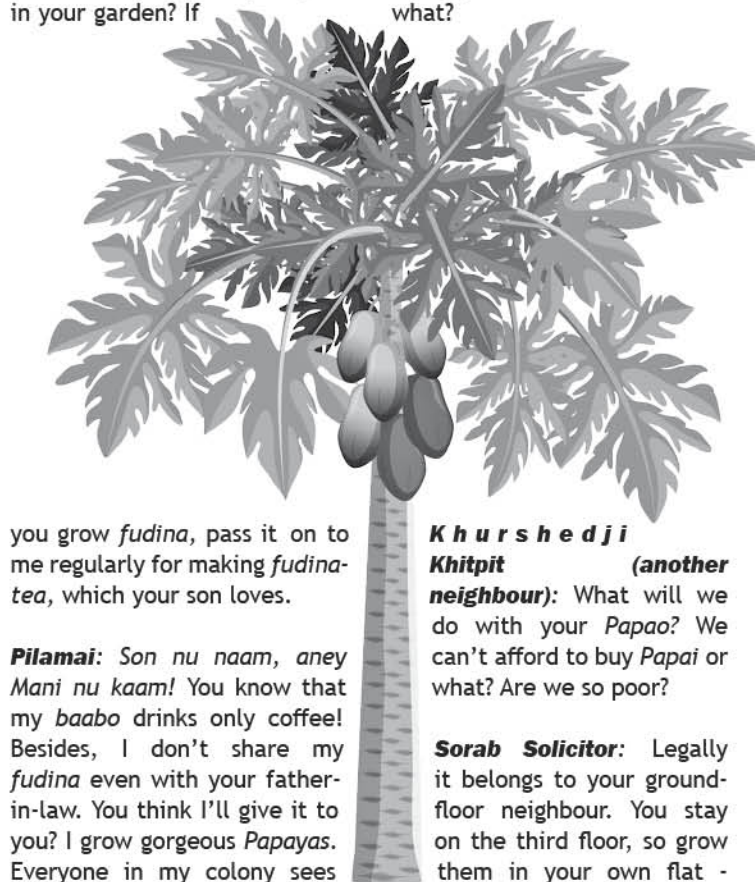 in your garden? If
you grow fudina, pass it on to
me regularly for making fudina-
tea, which your son loves.
Pilamai: Son nu naam, aney
Mani nu kaam! You know that
my baabo drinks only coffee!
Besides, I don't share my
fudina even with your father-
in-law. You think I'll give it to
you? I grow gorgeous Papayas.
Everyone in my colony sees
what?
Khurshedji
Khitpit (another
neighbour): What will we
do with your Papao? We
can't afford to buy Papai or
what? Are we so poor?
Sorab Solicitor: Legally
it belongs to your ground-
floor neighbour. You stay
on the third floor, so grow
them in your own flat -